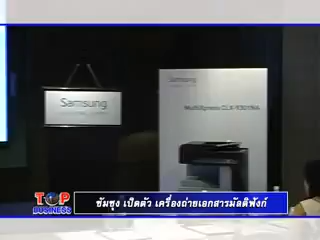 Samsung
Samsung
MultiXpress CLX-9301NA
TOP
BUSINESS
ซัมซุง เปิดตัว เครื่องถ่ายเอกสารมัลติฟังก์